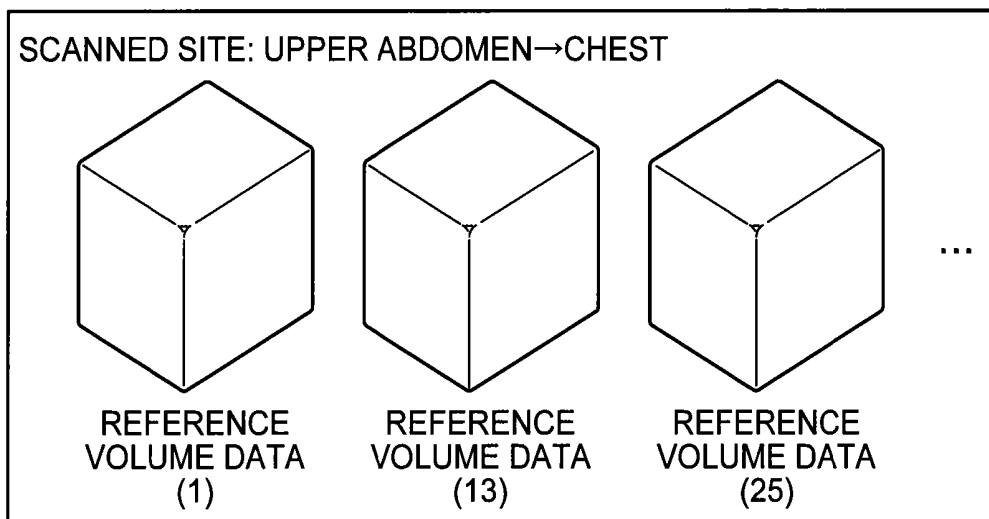 SCANNED SITE: UPPER ABDOMEN→CHEST
...
REFERENCE VOLUME DATA (1)
REFERENCE VOLUME DATA (13)
REFERENCE VOLUME DATA (25)